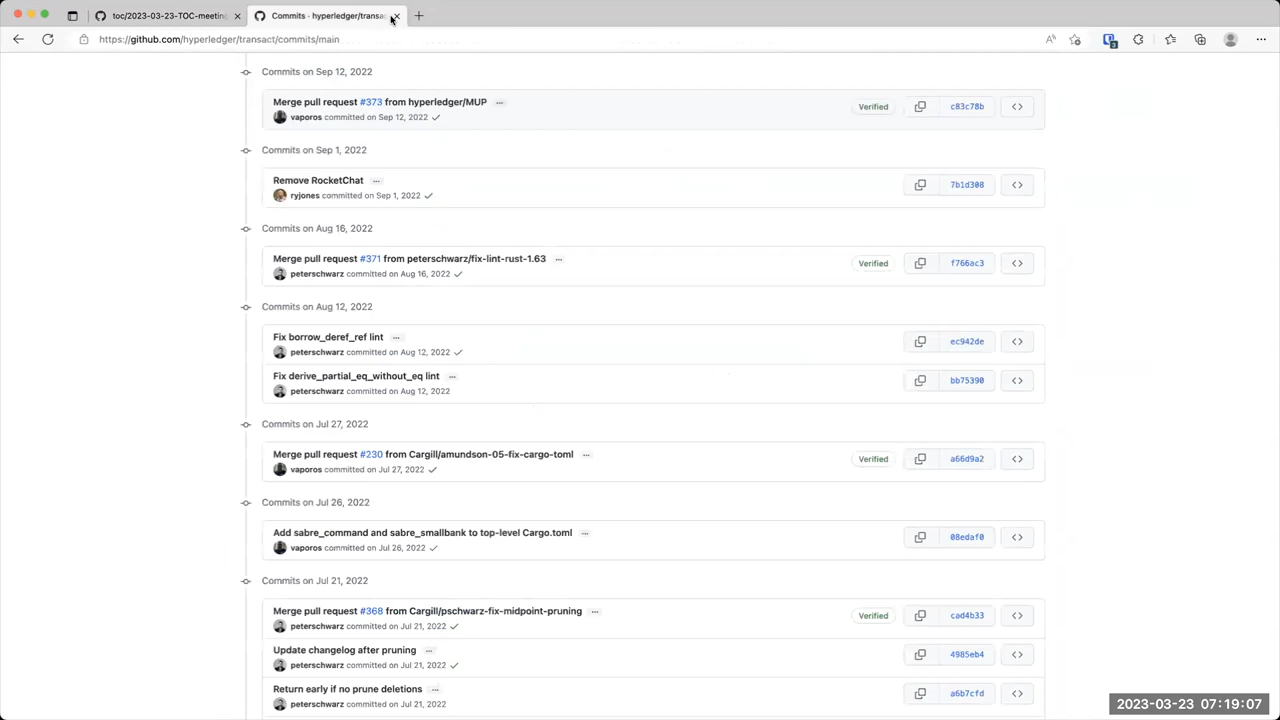 toc/2023-03-23-TOC-meeting
Commits · hyperledger/transa
https://github.com/hyperledger/transact/commits/main
Commits on Sep 12, 2022
Merge pull request #373 from hyperledger/MUP ...
Verified
c83c78b
vaporos committed on Sep 12, 2022
Commits on Sep 1, 2022
Remove RocketChat ...
7b1d308
ryjones committed on Sep 1, 2022
Commits on Aug 16, 2022
Merge pull request #371 from peterschwarz/fix-lint-rust-1.63 ...
Verified
f766ac3
peterschwarz committed on Aug 16, 2022
Commits on Aug 12, 2022
Fix borrow_deref_ref lint ...
ec942de
peterschwarz committed on Aug 12, 2022
Fix derive_partial_eq_without_eq lint ...
bb75390
peterschwarz committed on Aug 12, 2022
Commits on Jul 27, 2022
Merge pull request #230 from Cargill/amundson-05-fix-cargo-toml ...
Verified
a66d9a2
vaporos committed on Jul 27, 2022
Commits on Jul 26, 2022
Add sabre_command and sabre_smallbank to top-level Cargo.toml ...
08edaf0
vaporos committed on Jul 26, 2022
Commits on Jul 21, 2022
Merge pull request #368 from Cargill/pschwarz-fix-midpoint-pruning ...
Verified
cad4b33
peterschwarz committed on Jul 21, 2022
Update changelog after pruning ...
4985eb4
peterschwarz committed on Jul 21, 2022
Return early if no prune deletions ...
a6b7cfd
peterschwarz committed on Jul 21, 2022
2023-03-23 07:19:07